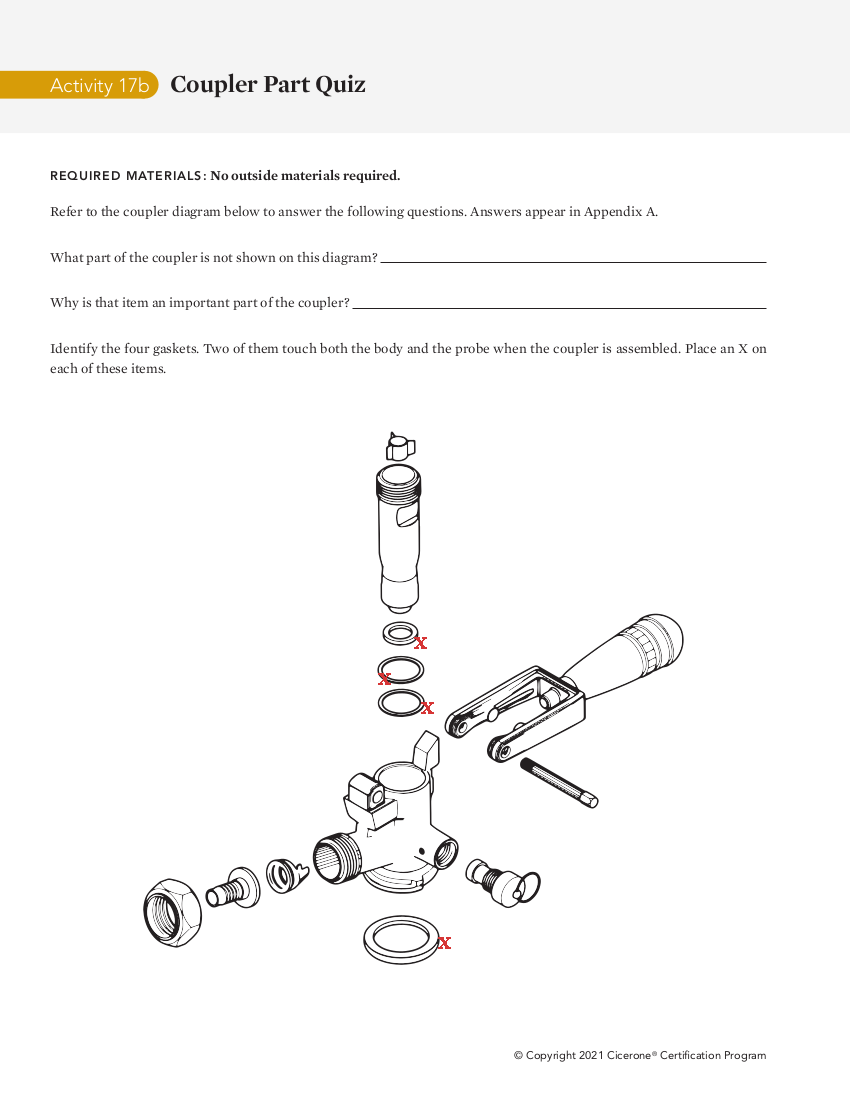 Activity 17b Coupler Part Quiz
REQUIRED MATERIALS: No outside materials required.
Refer to the coupler diagram below to answer the following questions. Answers appear in Appendix A.
What part of the coupler is not shown on this diagram?
Why is that item an important part of the coupler?
Identify the four gaskets. Two of them touch both the body and the probe when the coupler is assembled. Place an X on
each of these items.
X
X
X
X
© Copyright 2021 Cicerone® Certification Program